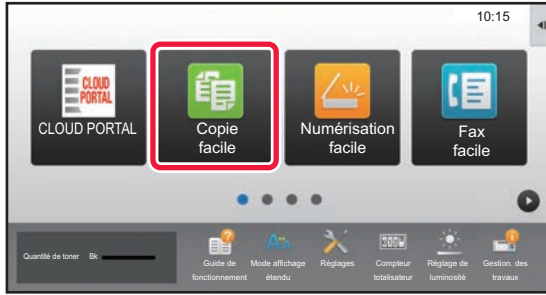 10:15
CLOUD
PORTAL
CLOUD PORTAL
Copie
facile
Numérisation
facile
Fax
facile
Quantité de toner Bk
Guide de
fonctionnement
Mode affichage
étendu
Réglages
Compteur
totalisateur
Réglage de
luminosité
Gestion. des
travaux